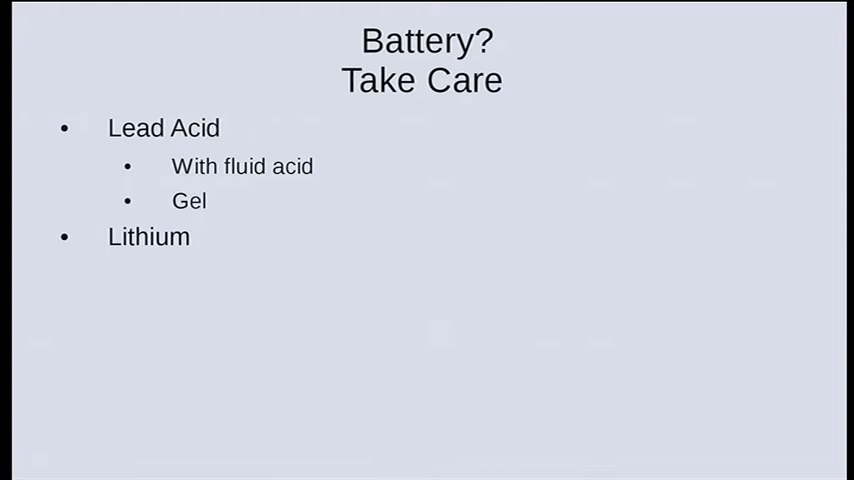 Battery?
Take Care
• Lead Acid
• With fluid acid
• Gel
• Lithium